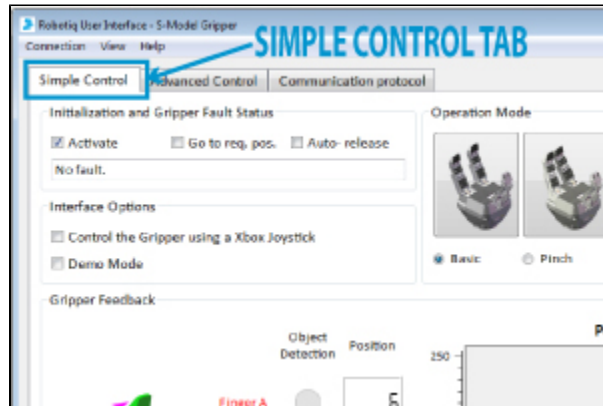 Robotiq User Interface - S-Model Gripper
Connection View Help
SIMPLE CONTROL TAB
Simple Control Advanced Control Communication protocol
Initialization and Gripper Fault Status
Operation Mode
Activate Go to req. pos. Auto- release
No fault.
Interface Options
Control the Gripper using a Xbox Joystick
Demo Mode
Basic Pinch
Gripper Feedback
Object Detection
Position
P
250
Finger A